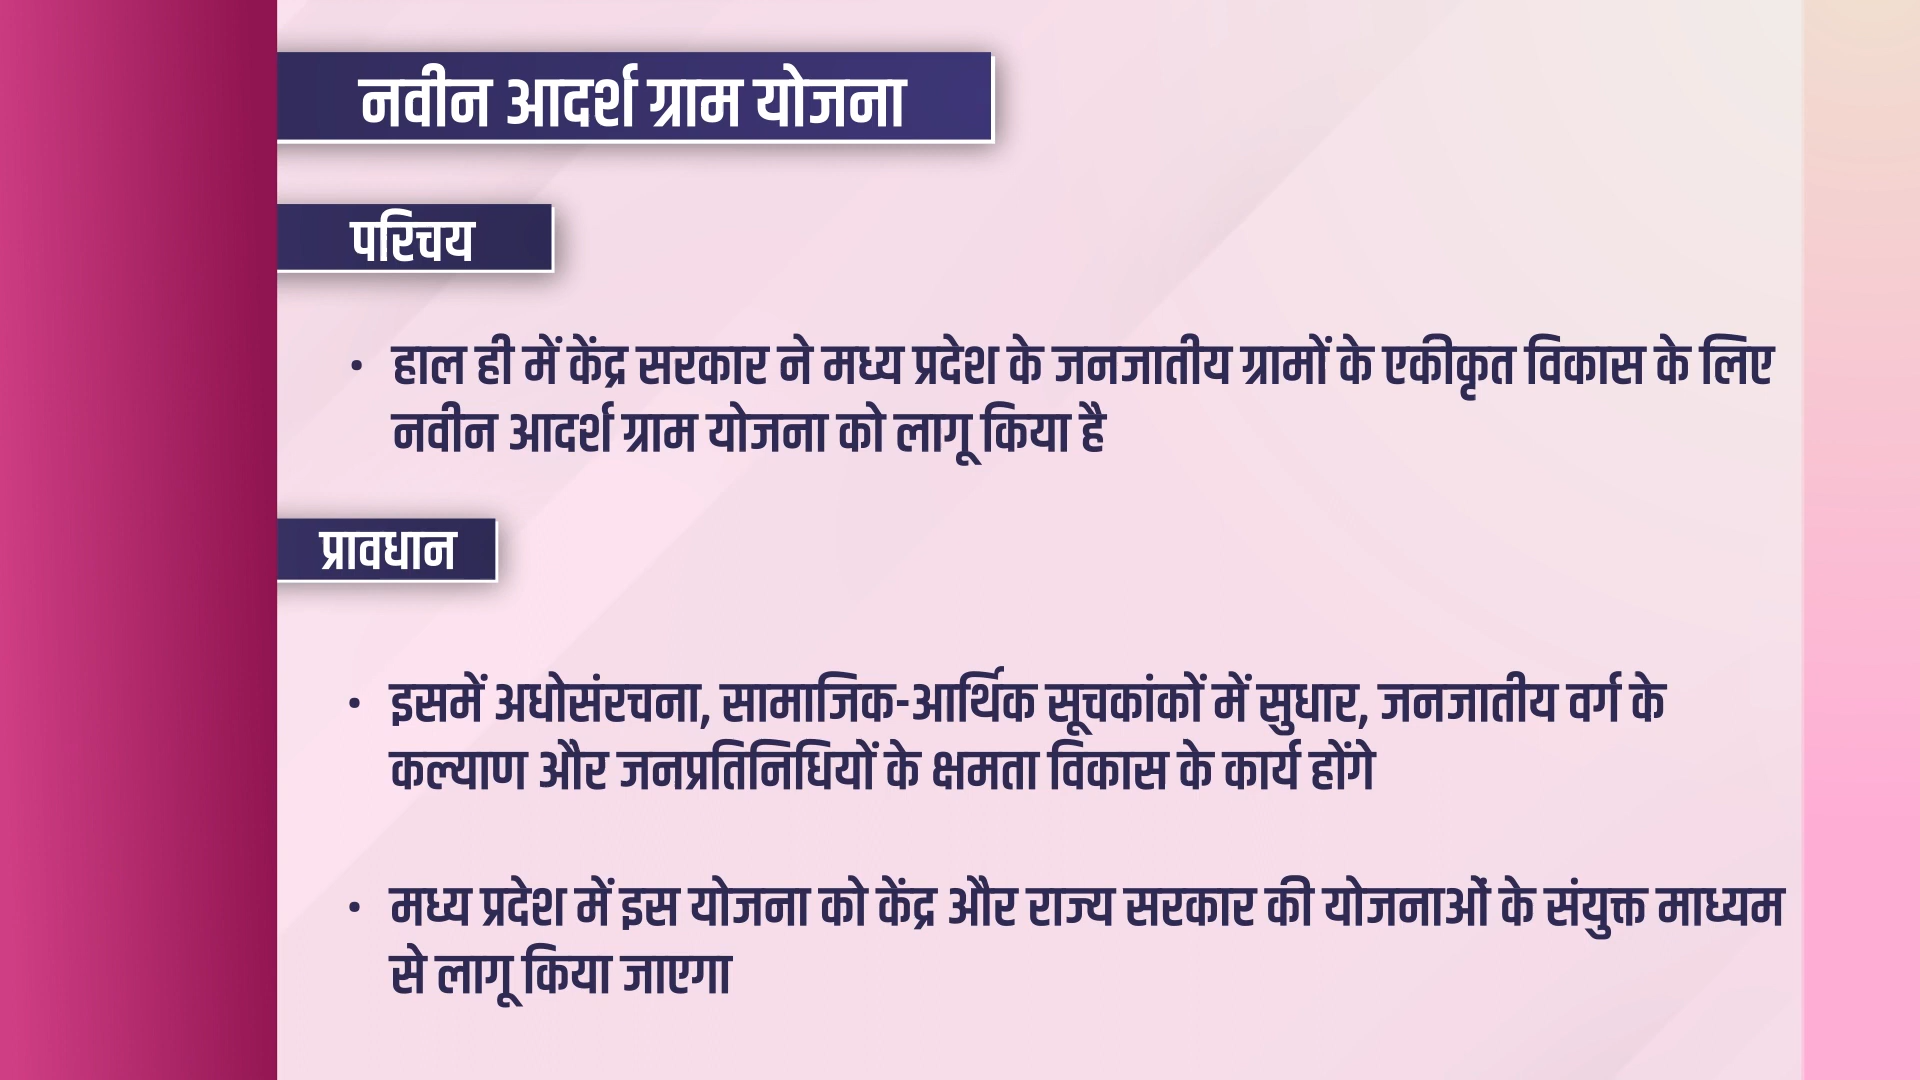 नवीन आदर्श ग्राम योजना
परिचय
• हाल ही में केंद्र सरकार ने मध्य प्रदेश के जनजातीय ग्रामों के एकीकृत विकास के लिए
नवीन आदर्श ग्राम योजना को लागू किया है
प्रावधान
• इसमें अधोसंरचना, सामाजिक-आर्थिक सूचकांकों में सुधार, जनजातीय वर्ग के
कल्याण और जनप्रतिनिधियों के क्षमता विकास के कार्य होंगे
• मध्य प्रदेश में इस योजना को केंद्र और राज्य सरकार की योजनाओं के संयुक्त माध्यम
से लागू किया जाएगा